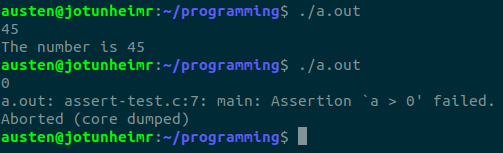 austen@jotunheimr:~/programming$ ./a.out
45
The number is 45
austen@jotunheimr:~/programming$ ./a.out
0
a.out: assert-test.c:7: main: Assertion `a > 0' failed.
Aborted (core dumped)
austen@jotunheimr:~/programming$